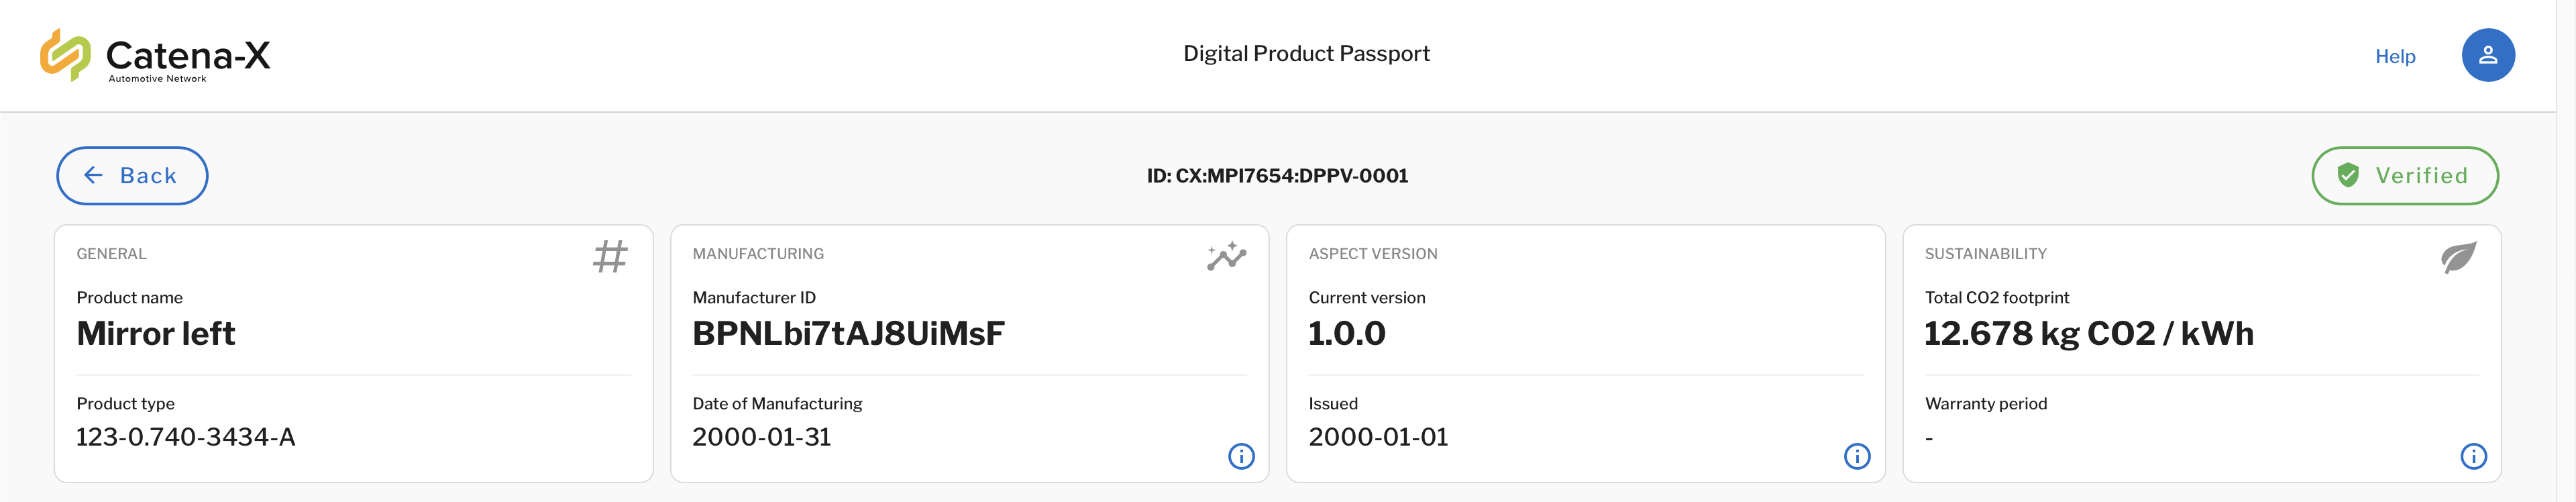 Catena-X
Automotive Network
Digital Product Passport
Help
Back
ID: CX:MPI7654:DPPV-0001
Verified
GENERAL
Product name
Mirror left
Product type
123-0.740-3434-A
MANUFACTURING
Manufacturer ID
BPNLbi7tAJ8UiMsF
Date of Manufacturing
2000-01-31
ASPECT VERSION
Current version
1.0.0
Issued
2000-01-01
SUSTAINABILITY
Total CO2 footprint
12.678 kg CO2 / kWh
Warranty period
-